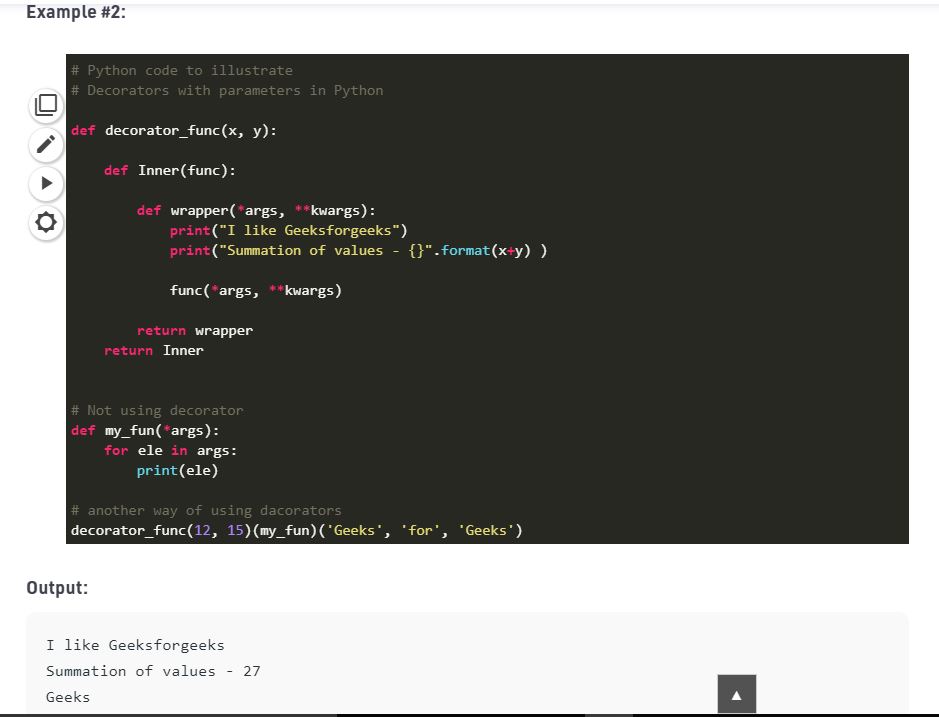 Example #2:
# Python code to illustrate
# Decorators with parameters in Python
def decorator_func(x, y):
def Inner(func):
def wrapper(*args, **kwargs):
print("I like Geeksforgeeks")
print("Summation of values - {}".format(x+y) )
func(*args, **kwargs)
return wrapper
return Inner
# Not using decorator
def my_fun(*args):
for ele in args:
print(ele)
# another way of using dacorators
decorator_func(12, 15)(my_fun)('Geeks', 'for', 'Geeks')
Output:
I like Geeksforgeeks
Summation of values - 27
Geeks